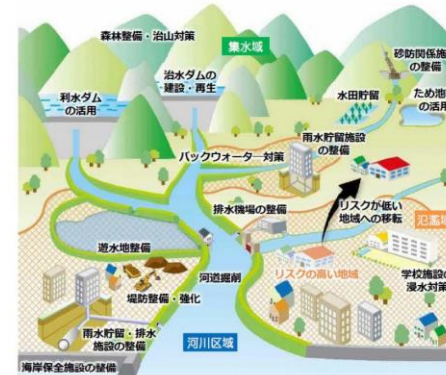 森林整備・治山対策
集水域
砂防関係施
の整備
治水ダムの
建設・再生
利水ダム
の活用
水田貯留
ため池
の活用
雨水貯留施設
の整備
バックウォーター対策
リスクが低い
地域への移転
排水機場の整備
氾濫域
遊水地整備
リスクの高い地域
学校施設の
浸水対策
河道掘削
堤防整備・強化
雨水貯留・排水
施設の整備
河川区域
海岸保全施設の整備